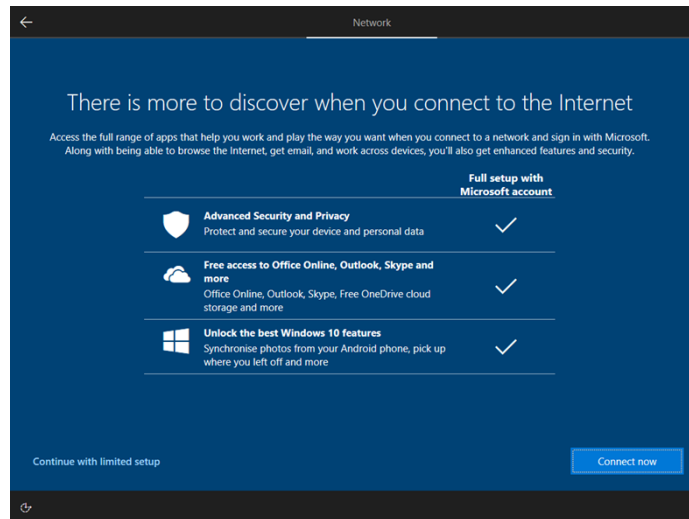 Network
There is more to discover when you connect to the Internet
Access the full range of apps that help you work and play the way you want when you connect to a network and sign in with Microsoft.
Along with being able to browse the Internet, get email, and work across devices, you'll also get enhanced features and security.
Full setup with
Microsoft account
Advanced Security and Privacy
Protect and secure your device and personal data
Free access to Office Online, Outlook, Skype and
more
Office Online, Outlook, Skype, Free OneDrive cloud
storage and more
Unlock the best Windows 10 features
Synchronise photos from your Android phone, pick up
where you left off and more
Continue with limited setup
Connect now